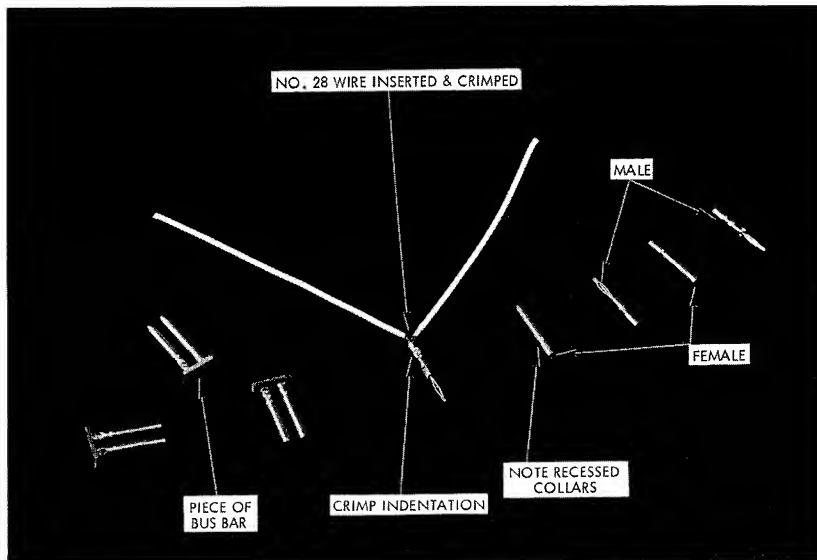 NO. 28 WIRE INSERTED & CRIMPED
MALE
FEMALE
NOTE RECESSED
COLLARS
PIECE OF
BUS BAR
CRIMP INDENTATION